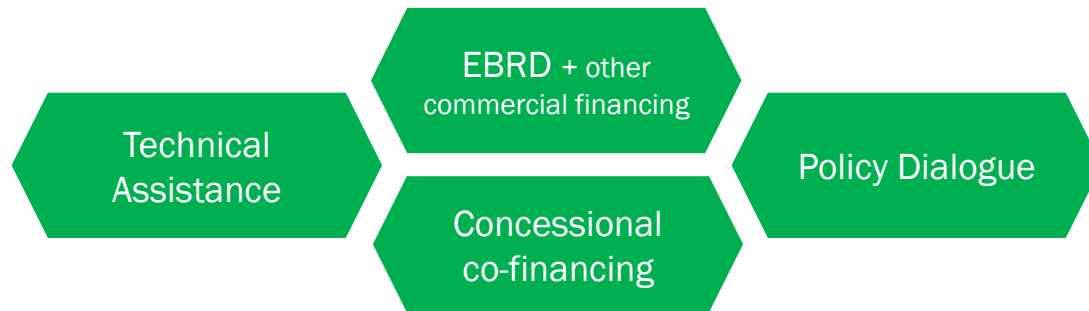 Technical
Assistance
EBRD + other
commercial financing
Concessional
co-financing
Policy Dialogue